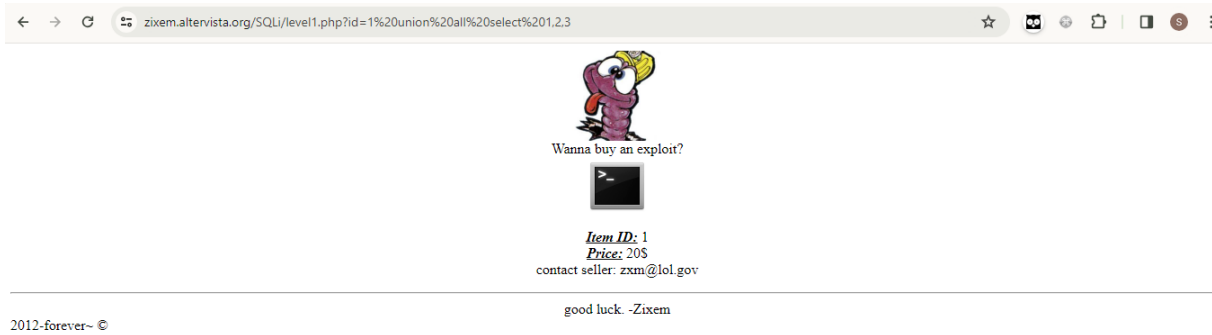 zixem.altervista.org/SQLi/level1.php?id=1%20union%20all%20select%201,2,3
S
Wanna buy an exploit?
>_
Item ID: 1
Price: 20$
contact seller: zxm@lol.gov
good luck. -Zixem
2012-forever~ ©